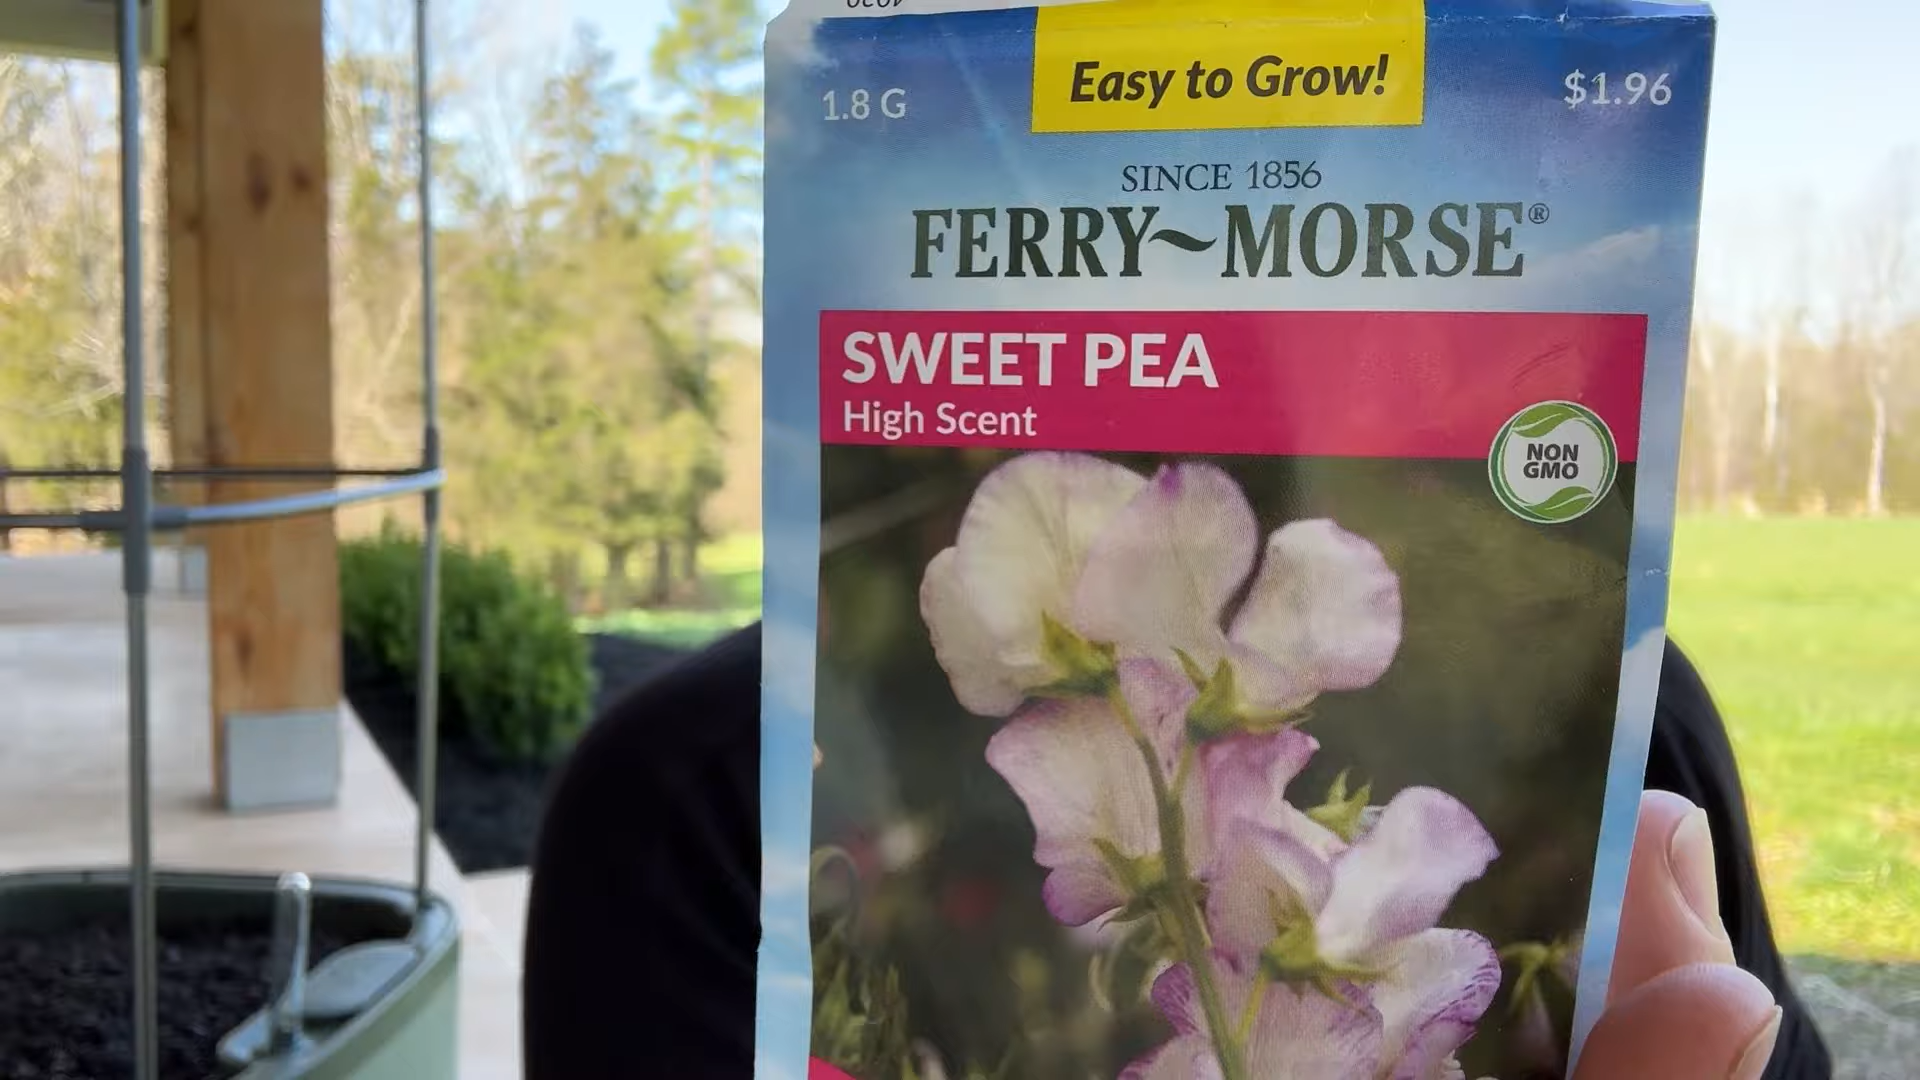 Easy to Grow!
1.8 G
$1.96
SINCE 1856
FERRY~MORSE®
SWEET PEA
High Scent
NON
GMO